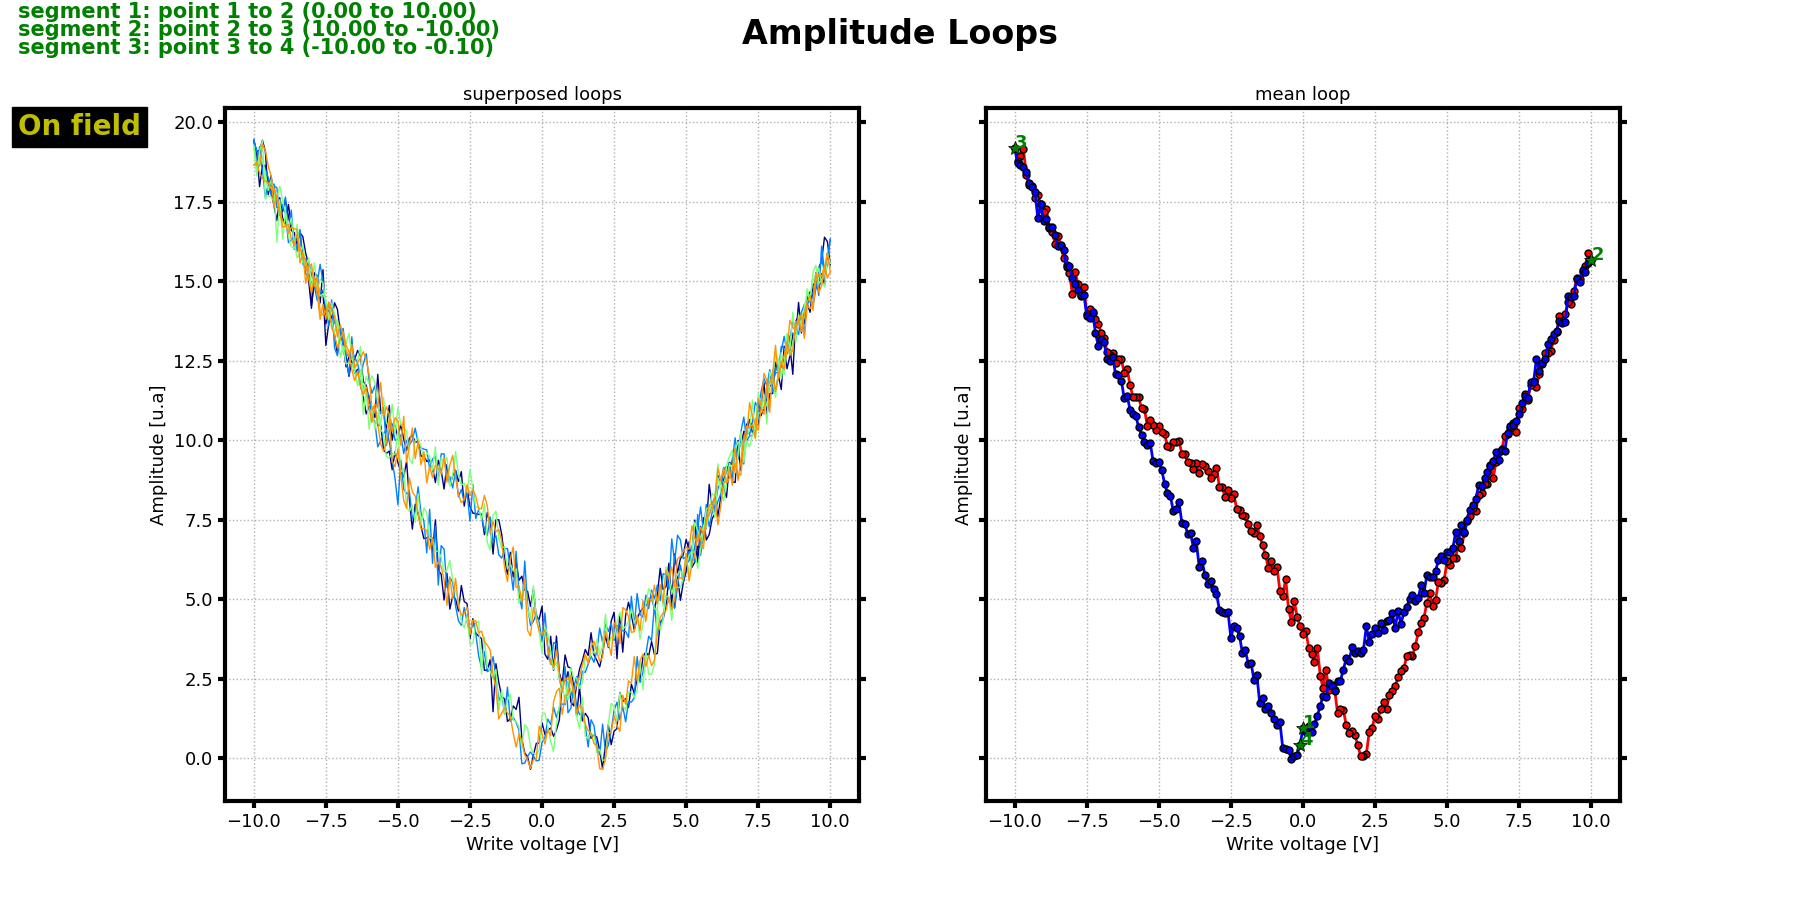 segment 1: point 1 to 2 (0.00 to 10.00)
segment 2: point 2 to 3 (10.00 to -10.00)
segment 3: point 3 to 4 (-10.00 to -0.10)
Amplitude Loops
On field
superposed loops
20.0
17.5
15.0
12.5
10.0
7.5
5.0
2.5
0.0
Amplitude [u.a]
−10.0 −7.5 −5.0 −2.5 0.0 2.5 5.0 7.5 10.0
Write voltage [V]
mean loop
3
2
1
4
Amplitude [u.a]
−10.0 −7.5 −5.0 −2.5 0.0 2.5 5.0 7.5 10.0
Write voltage [V]